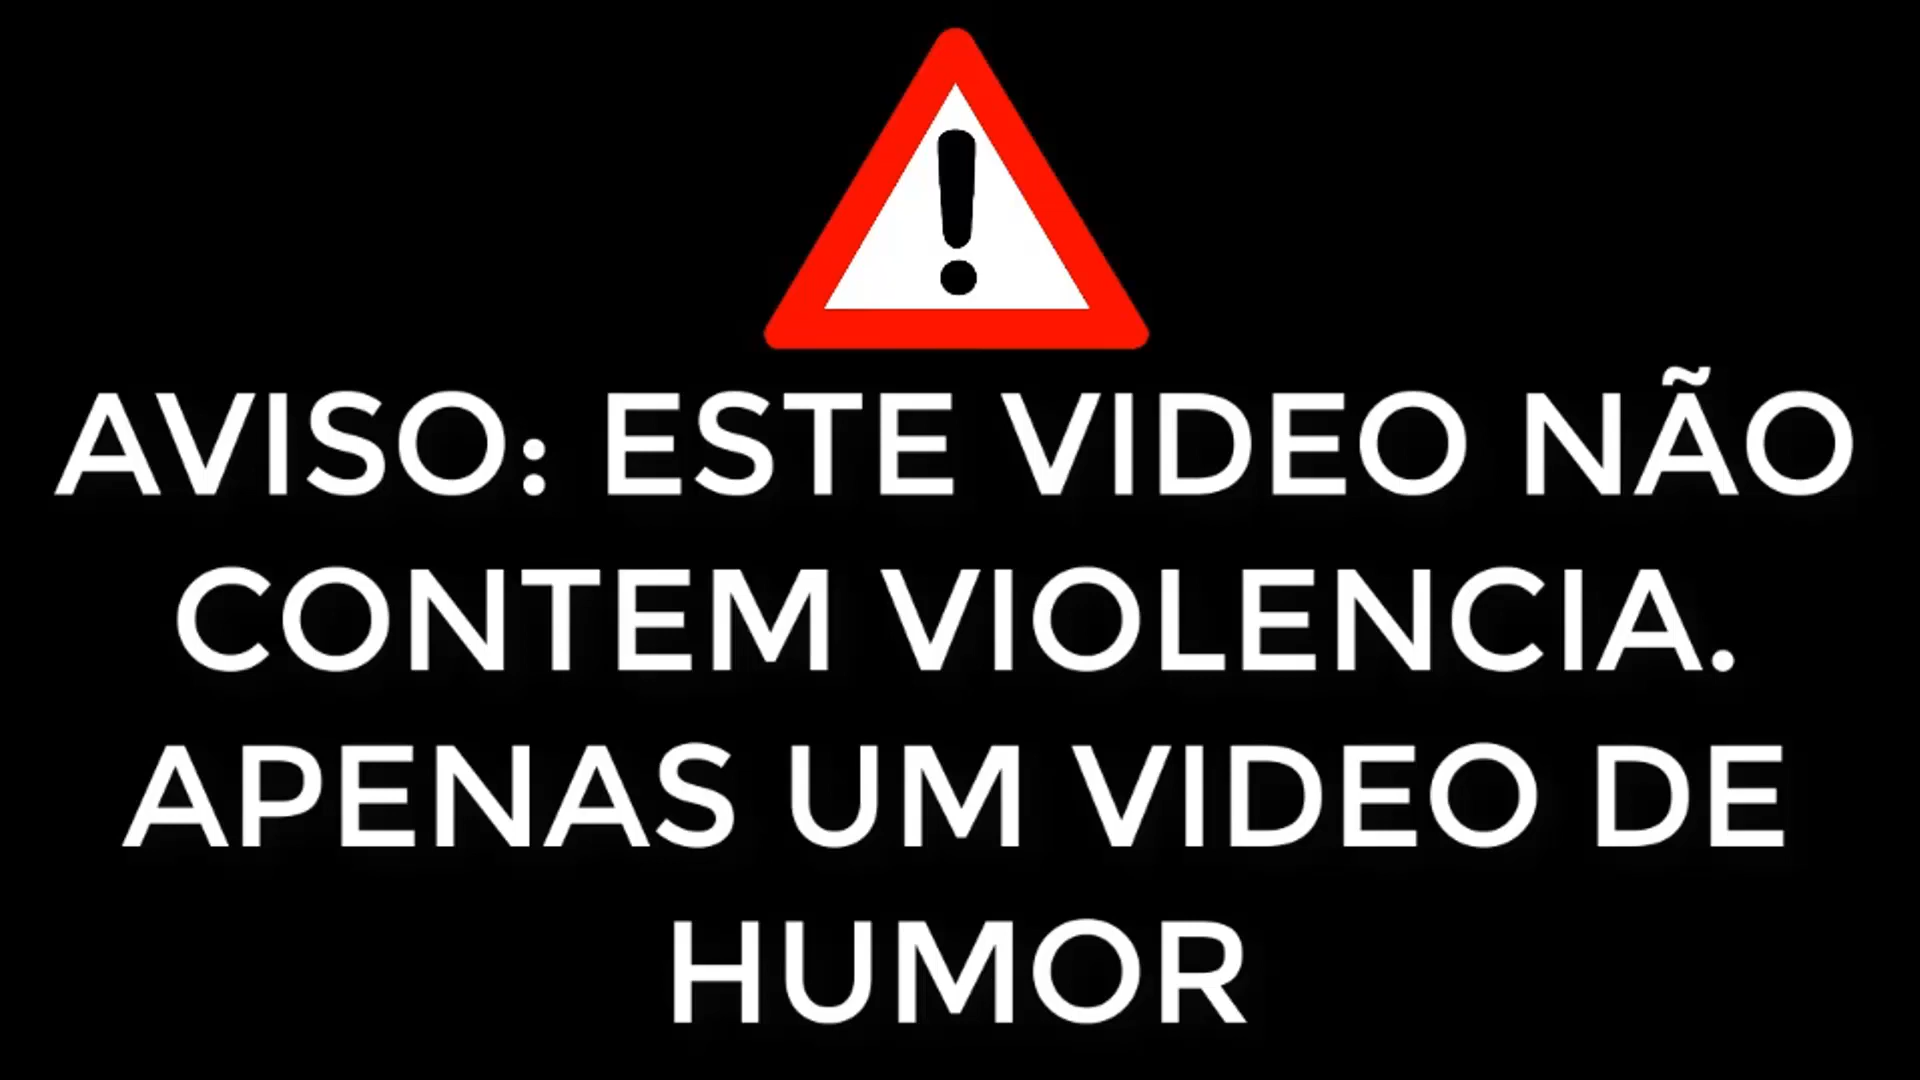 AVISO: ESTE VIDEO NÃO
CONTEM VIOLENCIA.
APENAS UM VIDEO DE
HUMOR